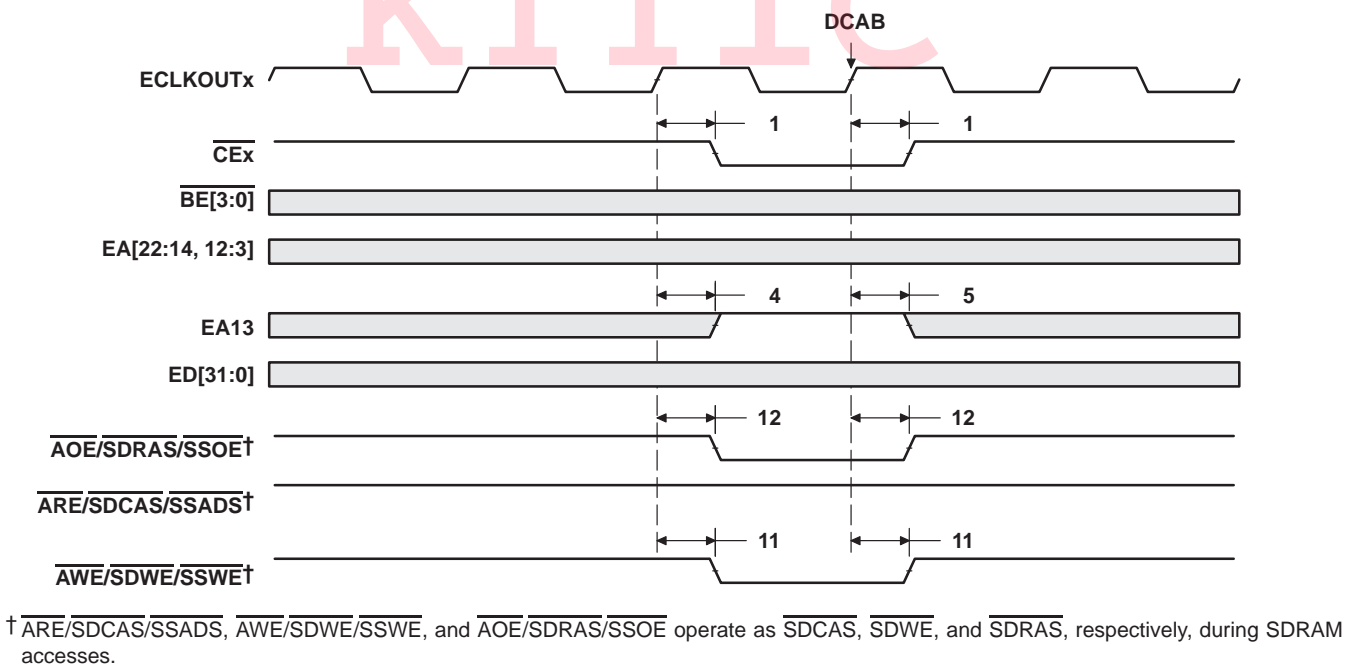 DCAB
ECLKOUTx
1 1
CEx
BE[3:0]
EA[22:14, 12:3]
4 5
EA13
ED[31:0]
12 12
AOE/SDRAS/SSOE†
ARE/SDCAS/SSADS†
11 11
AWE/SDWE/SSWE†
† ARE/SDCAS/SSADS, AWE/SDWE/SSWE, and AOE/SDRAS/SSOE operate as SDCAS, SDWE, and SDRAS, respectively, during SDRAM
accesses.